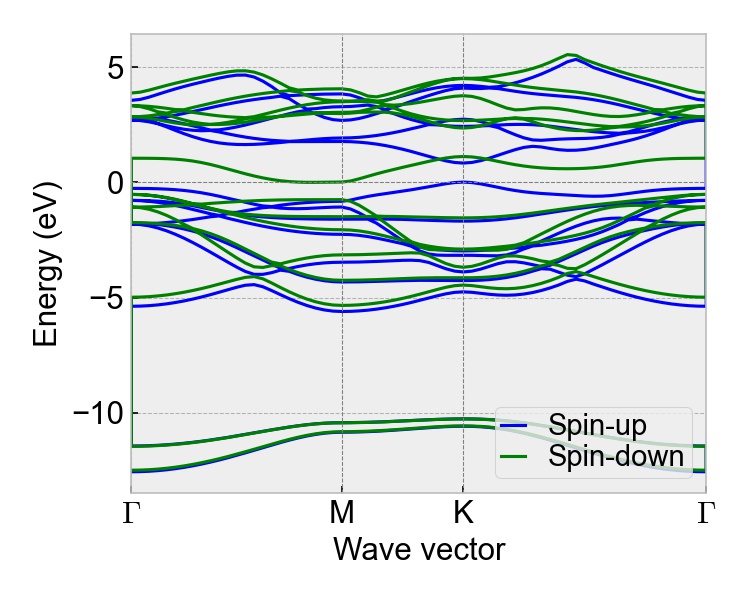 Energy (eV)
5
0
−5
−10
Spin-up
Spin-down
Γ M K Γ
Wave vector